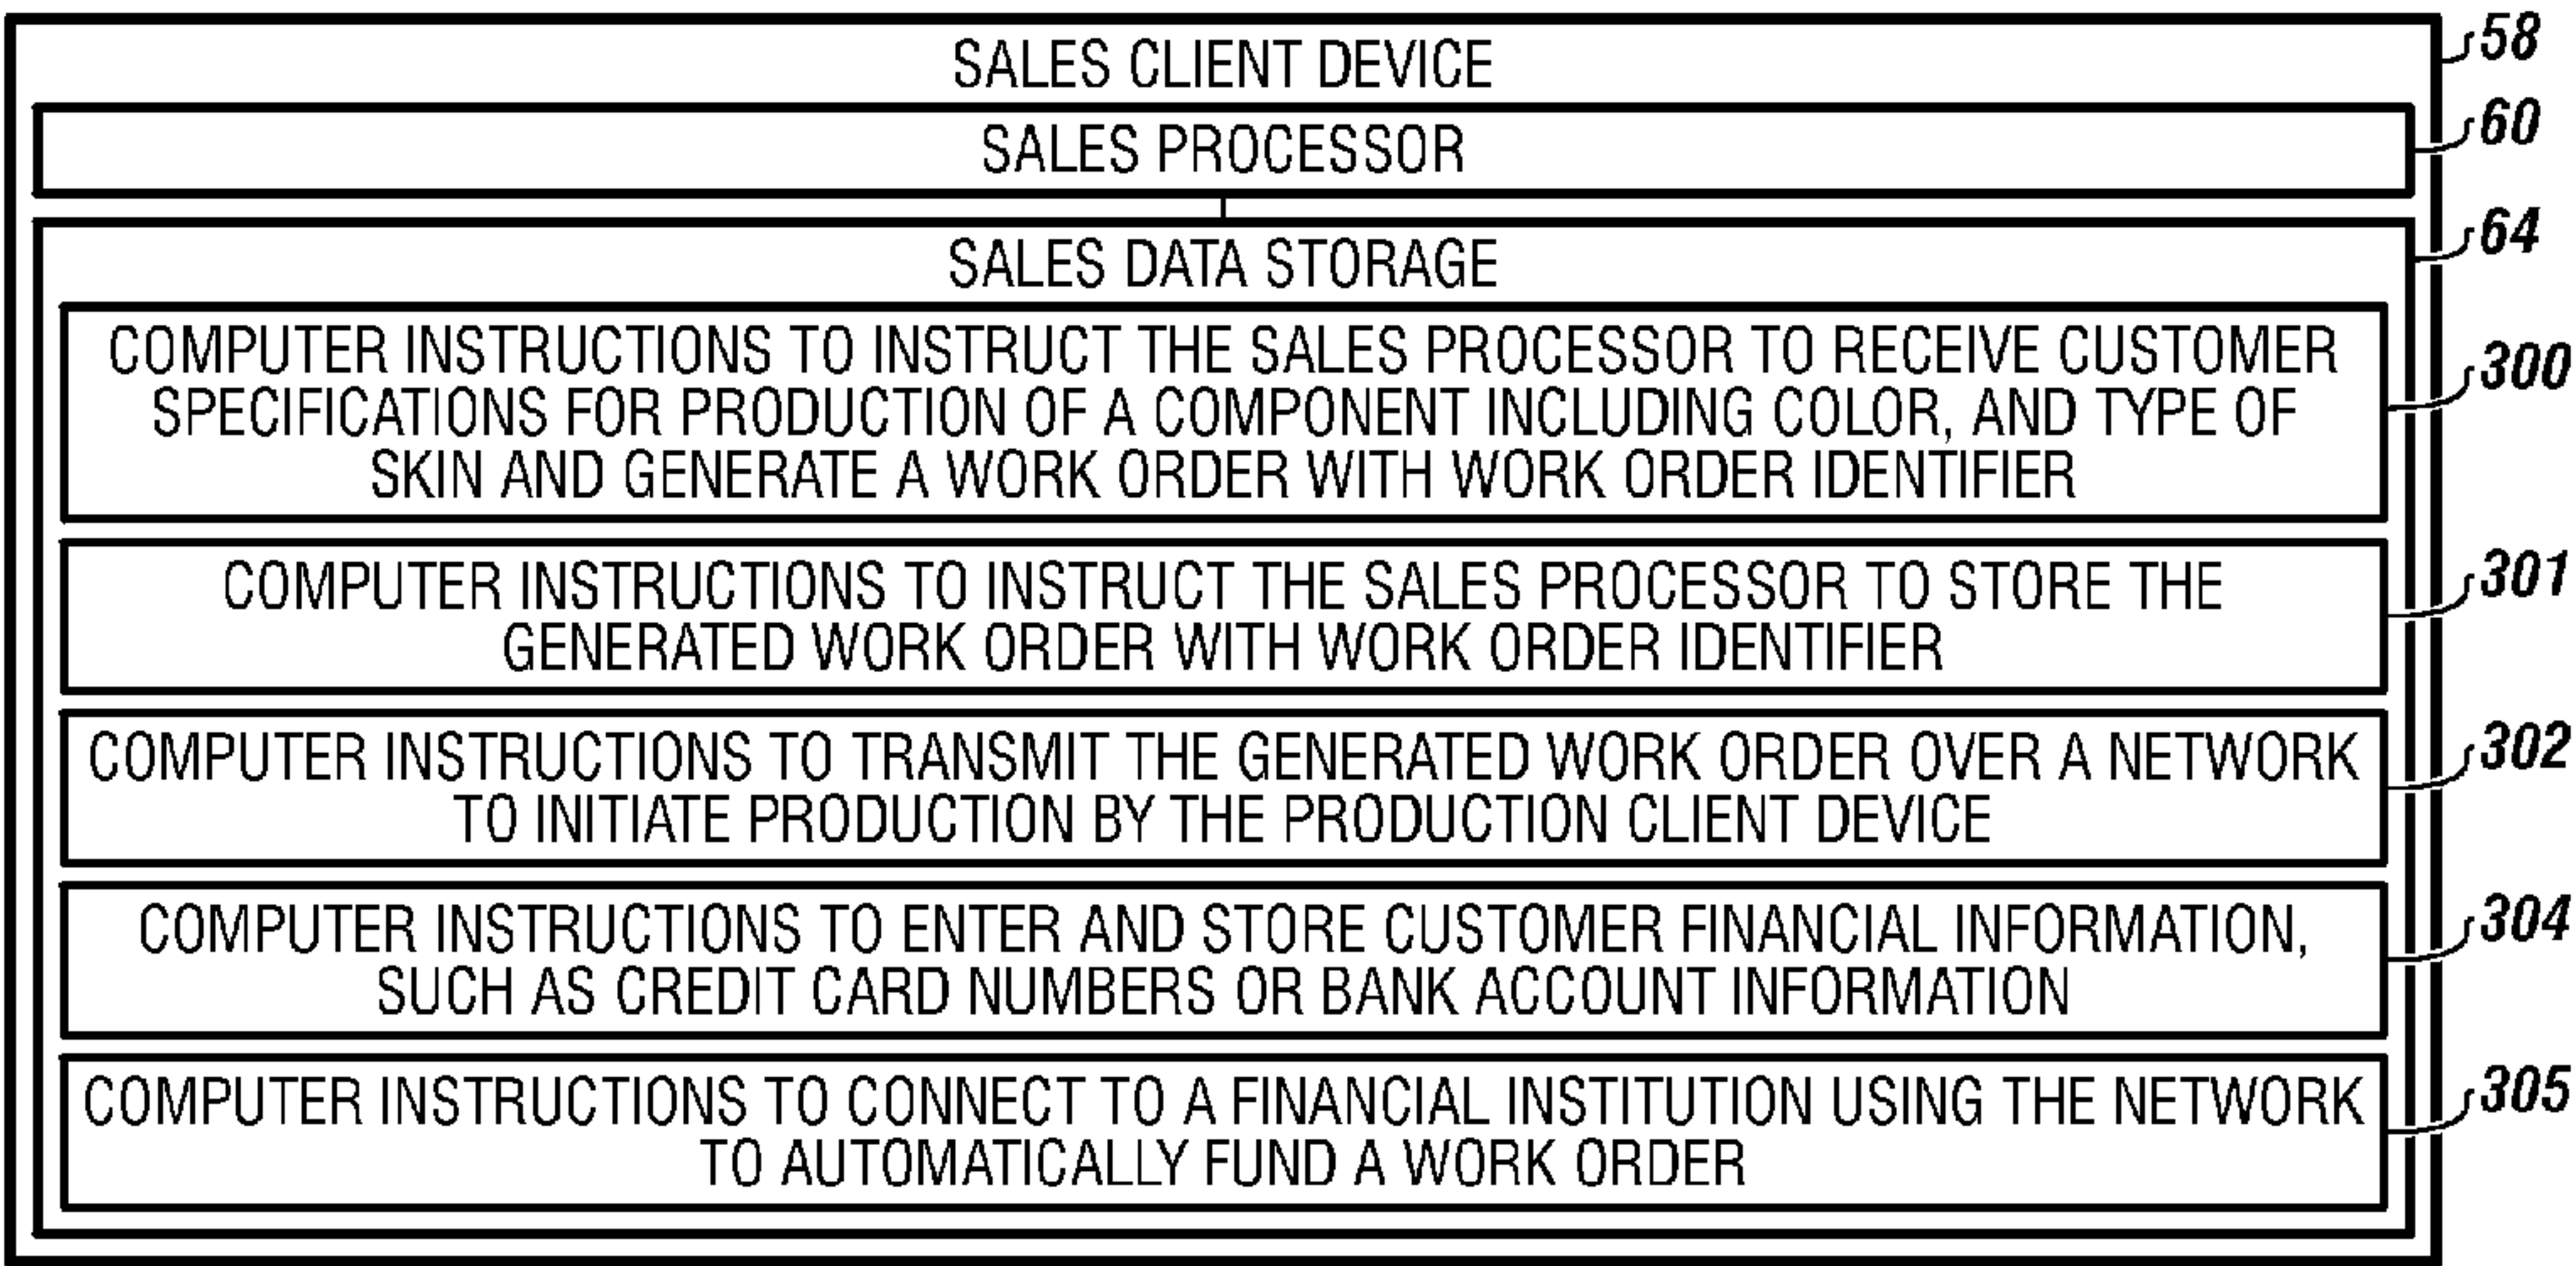 SALES CLIENT DEVICE
58
SALES PROCESSOR
60
SALES DATA STORAGE
64
COMPUTER INSTRUCTIONS TO INSTRUCT THE SALES PROCESSOR TO RECEIVE CUSTOMER
SPECIFICATIONS FOR PRODUCTION OF A COMPONENT INCLUDING COLOR, AND TYPE OF
SKIN AND GENERATE A WORK ORDER WITH WORK ORDER IDENTIFIER
300
COMPUTER INSTRUCTIONS TO INSTRUCT THE SALES PROCESSOR TO STORE THE
GENERATED WORK ORDER WITH WORK ORDER IDENTIFIER
301
COMPUTER INSTRUCTIONS TO TRANSMIT THE GENERATED WORK ORDER OVER A NETWORK
TO INITIATE PRODUCTION BY THE PRODUCTION CLIENT DEVICE
302
COMPUTER INSTRUCTIONS TO ENTER AND STORE CUSTOMER FINANCIAL INFORMATION,
SUCH AS CREDIT CARD NUMBERS OR BANK ACCOUNT INFORMATION
304
COMPUTER INSTRUCTIONS TO CONNECT TO A FINANCIAL INSTITUTION USING THE NETWORK
TO AUTOMATICALLY FUND A WORK ORDER
305